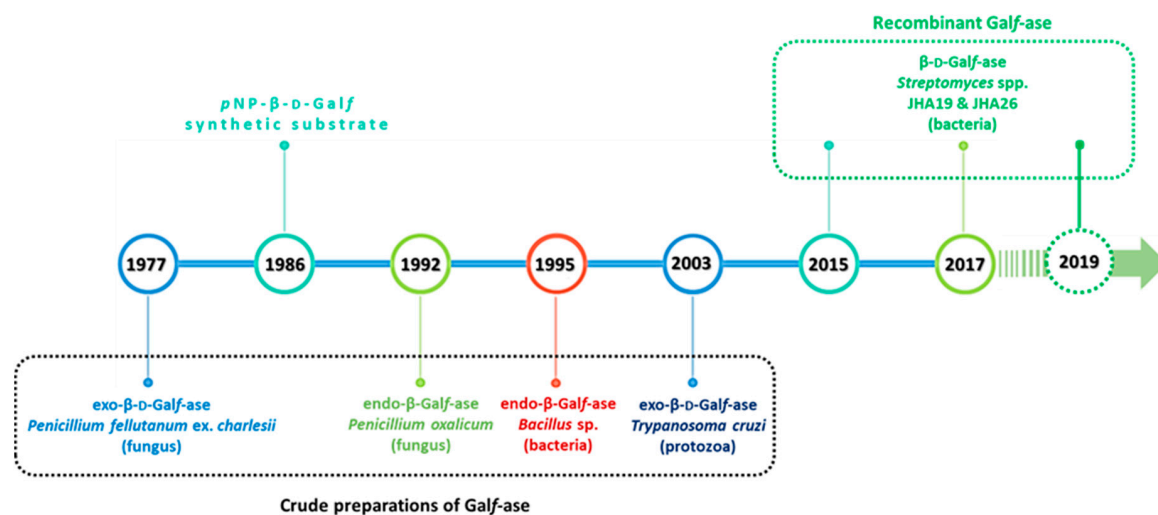 Recombinant Galf-ase
β-D-Galf-ase
Streptomyces spp.
JHA19 & JHA26
(bacteria)
pNP-β-D-Galf
synthetic substrate
1977
1986
1992
1995
2003
2015
2017
2019
exo-β-D-Galf-ase
Penicillium fellutanum ex. charlesii
(fungus)
endo-β-Galf-ase
Penicillium oxalicum
(fungus)
endo-β-Galf-ase
Bacillus sp.
(bacteria)
exo-β-D-Galf-ase
Trypanosoma cruzi
(protozoa)
Crude preparations of Galf-ase